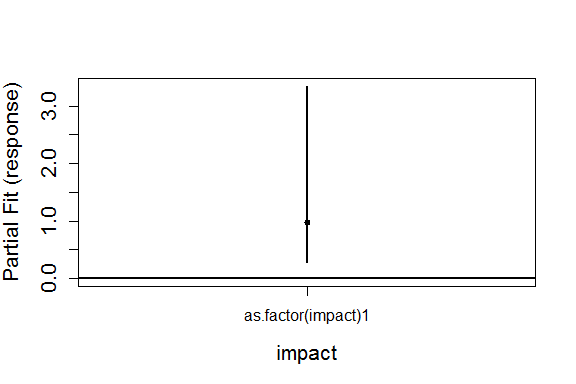 Partial Fit (response)
3.0
2.0
1.0
0.0
as.factor(impact)1
impact